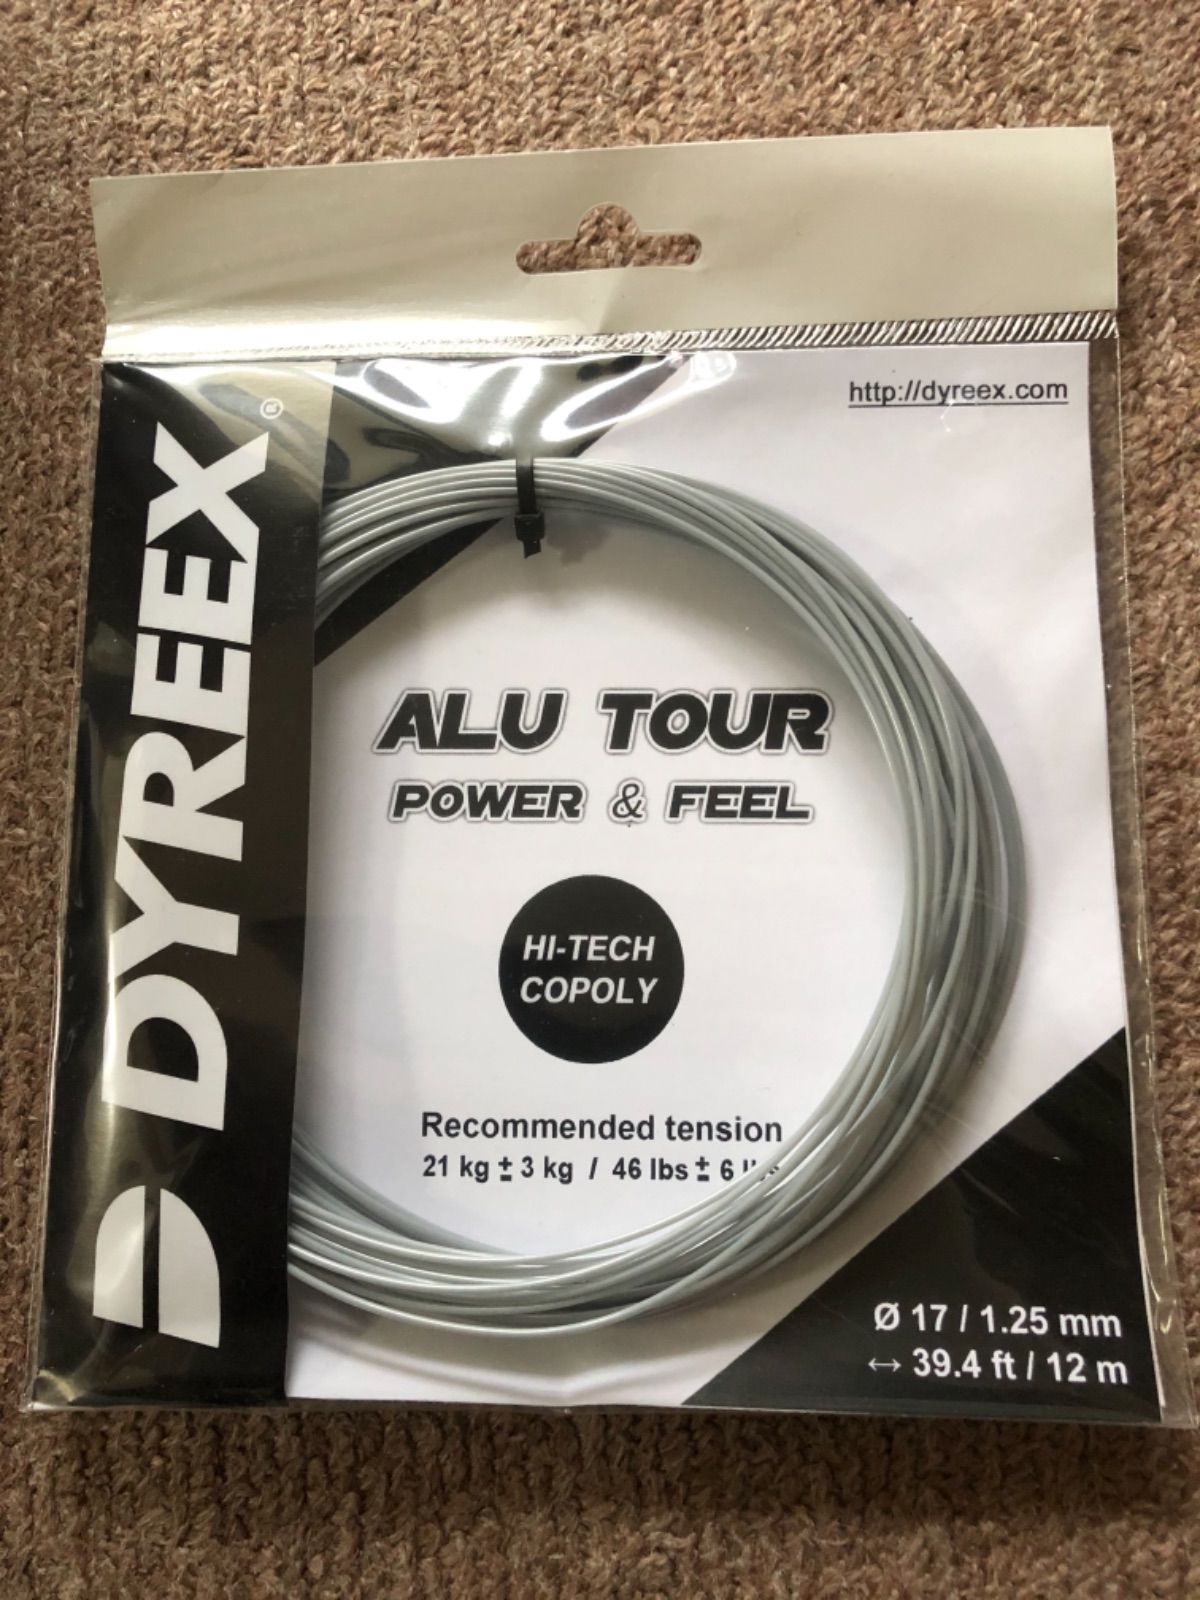 http://dyreex.com
DYREEX®
ALU TOUR
POWER & FEEL
HI-TECH
COPOLY
Recommended tension
21 kg ± 3 kg / 46 lbs ± 6
Ø 17 / 1.25 mm
↔ 39.4 ft / 12 m